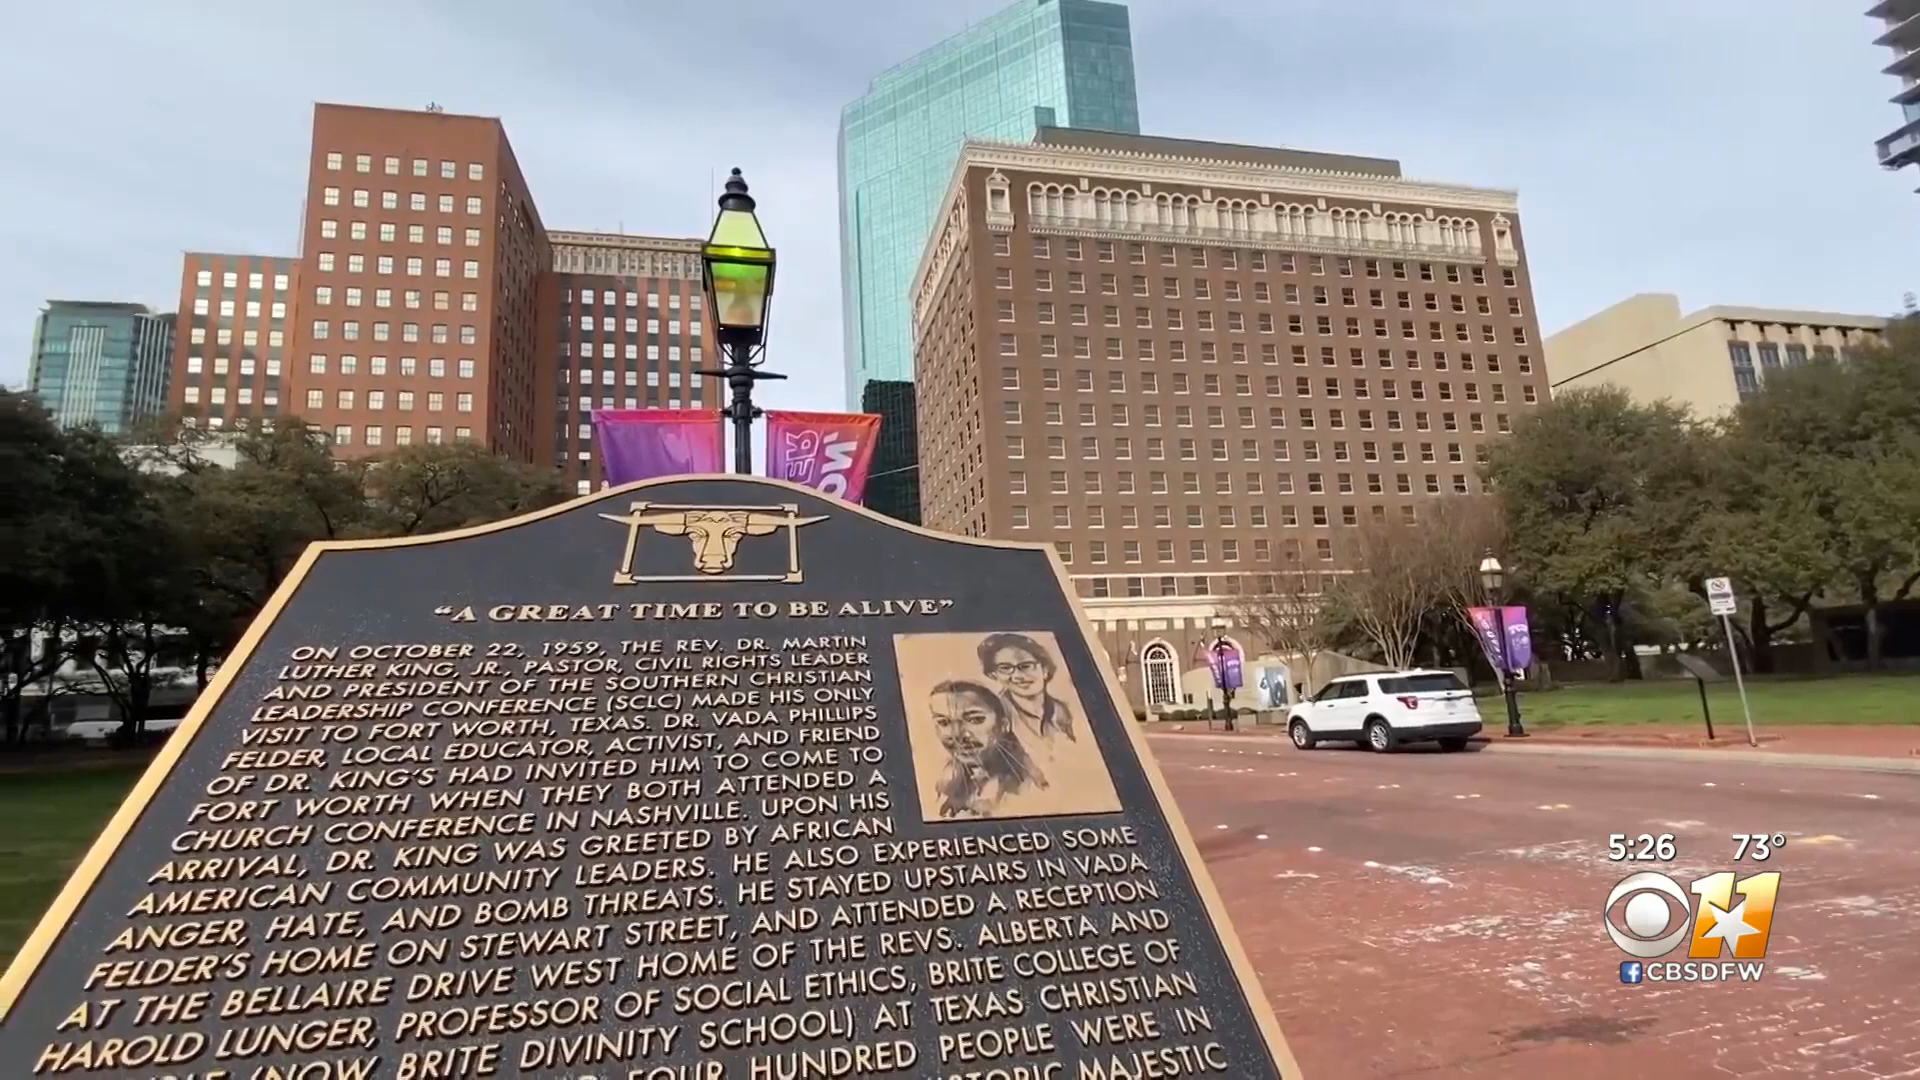 "A GREAT TIME TO BE ALIVE"
ON OCTOBER 22, 1959, THE REV. DR. MARTIN
LUTHER KING, JR., PASTOR, CIVIL RIGHTS LEADER
AND PRESIDENT OF THE SOUTHERN CHRISTIAN
LEADERSHIP CONFERENCE (SCLC) MADE HIS ONLY
VISIT TO FORT WORTH, TEXAS. DR. VADA PHILLIPS
FELDER, LOCAL EDUCATOR, ACTIVIST, AND FRIEND
OF DR. KING'S HAD INVITED HIM TO COME TO
FORT WORTH WHEN THEY BOTH ATTENDED A
CHURCH CONFERENCE IN NASHVILLE. UPON HIS
ARRIVAL, DR. KING WAS GREETED BY AFRICAN
AMERICAN COMMUNITY LEADERS. HE ALSO EXPERIENCED SOME
ANGER, HATE, AND BOMB THREATS. HE STAYED UPSTAIRS IN VADA
FELDER'S HOME ON STEWART STREET, AND ATTENDED A RECEPTION
AT THE BELLAIRE DRIVE WEST HOME OF THE REVS. ALBERTA AND
HAROLD LUNGER, PROFESSOR OF SOCIAL ETHICS, BRITE COLLEGE OF
(NOW BRITE DIVINITY SCHOOL) AT TEXAS CHRISTIAN
FOUR HUNDRED PEOPLE WERE IN
MAJESTIC
5:26 73°
11
CBSDFW